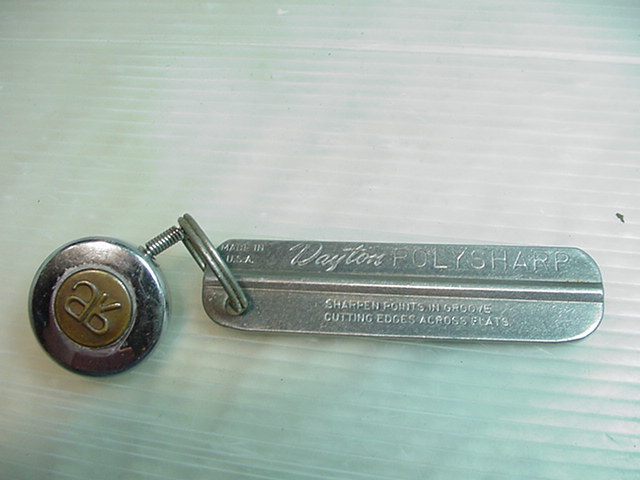 MADE IN
U.S.A.
Dayton POLYSHARP
SHARPEN POINTS IN GROOVE
CUTTING EDGES ACROSS FLATS